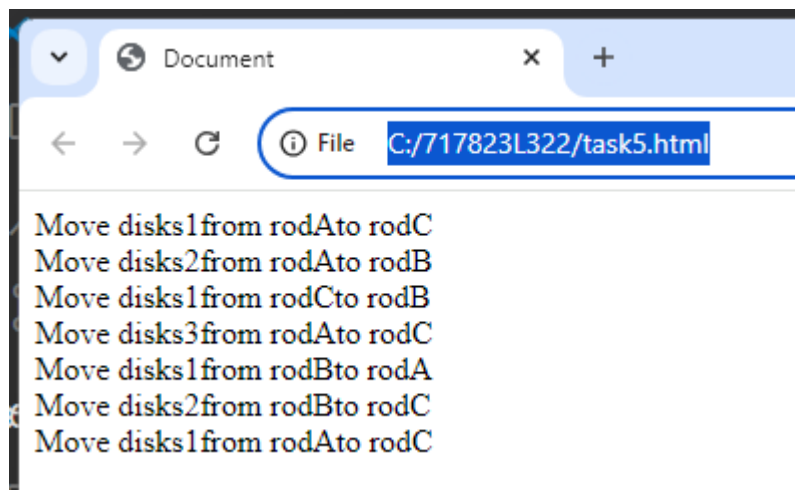 Document
File C:/717823L322/task5.html
Move disks1from rodAto rodC
Move disks2from rodAto rodB
Move disks1from rodCto rodB
Move disks3from rodAto rodC
Move disks1from rodBto rodA
Move disks2from rodBto rodC
Move disks1from rodAto rodC